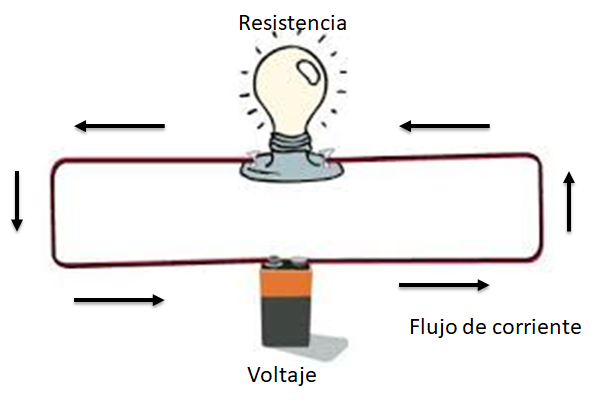 Resistencia
Flujo de corriente
Voltaje